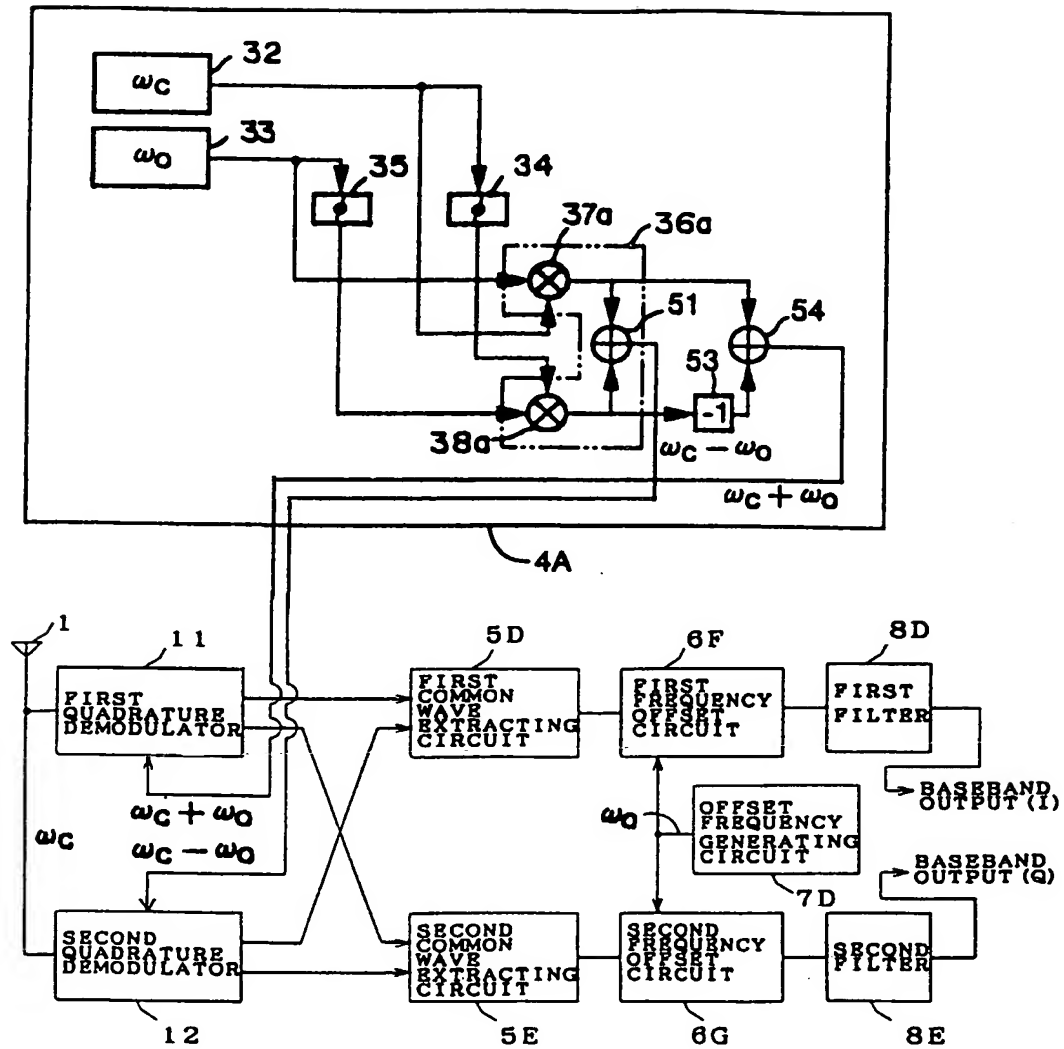 32
ωC
33
ωO
35
34
37a
36a
51
54
53
-1
38a
ωC − ωO
ωC + ωO
4A
1
11
5D
6F
8D
FIRST
QUADRATURE
DEMODULATOR
FIRST
COMMON
WAVE
EXTRACTING
CIRCUIT
FIRST
FREQUENCY
OFFSET
CIRCUIT
FIRST
FILTER
BASEBAND
OUTPUT (I)
ωC + ωO
ωC
ωC − ωO
ωO
OFFSET
FREQUENCY
GENERATING
CIRCUIT
7D
BASEBAND
OUTPUT (Q)
SECOND
QUADRATURE
DEMODULATOR
SECOND
COMMON
WAVE
EXTRACTING
CIRCUIT
SECOND
FREQUENCY
OFFSET
CIRCUIT
SECOND
FILTER
12
5E
6G
8E